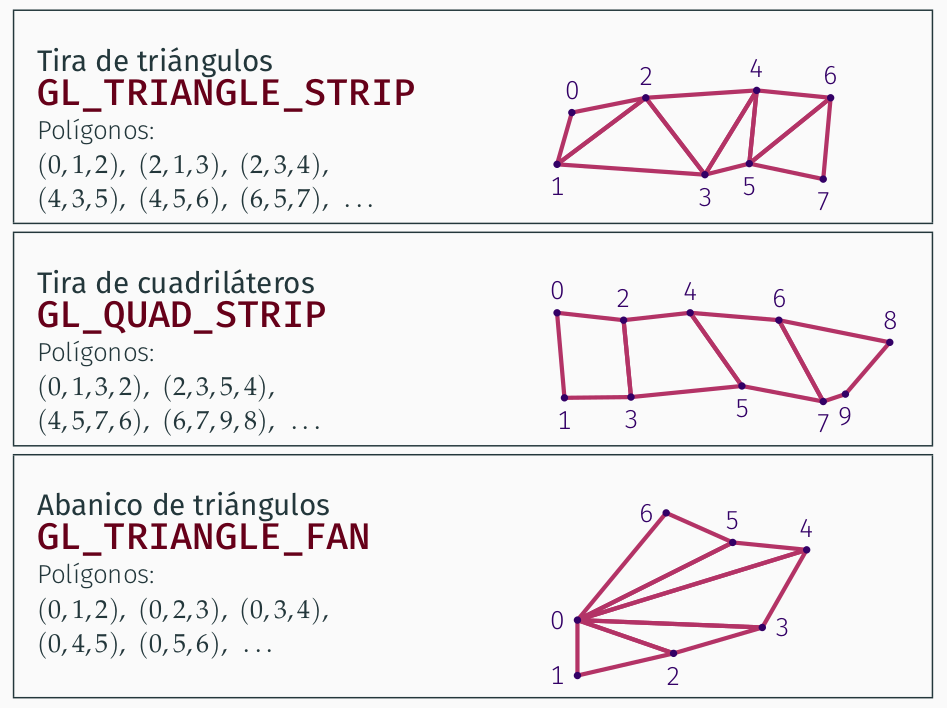 Tira de triángulos
GL_TRIANGLE_STRIP
Polígonos:
(0,1,2), (2,1,3), (2,3,4),
(4,3,5), (4,5,6), (6,5,7), ...
0
2
4
6
1
3
5
7
Tira de cuadriláteros
GL_QUAD_STRIP
Polígonos:
(0,1,3,2), (2,3,5,4),
(4,5,7,6), (6,7,9,8), ...
0
2
4
6
8
1
3
5
7
9
Abanico de triángulos
GL_TRIANGLE_FAN
Polígonos:
(0,1,2), (0,2,3), (0,3,4),
(0,4,5), (0,5,6), ...
6
5
4
0
3
1
2